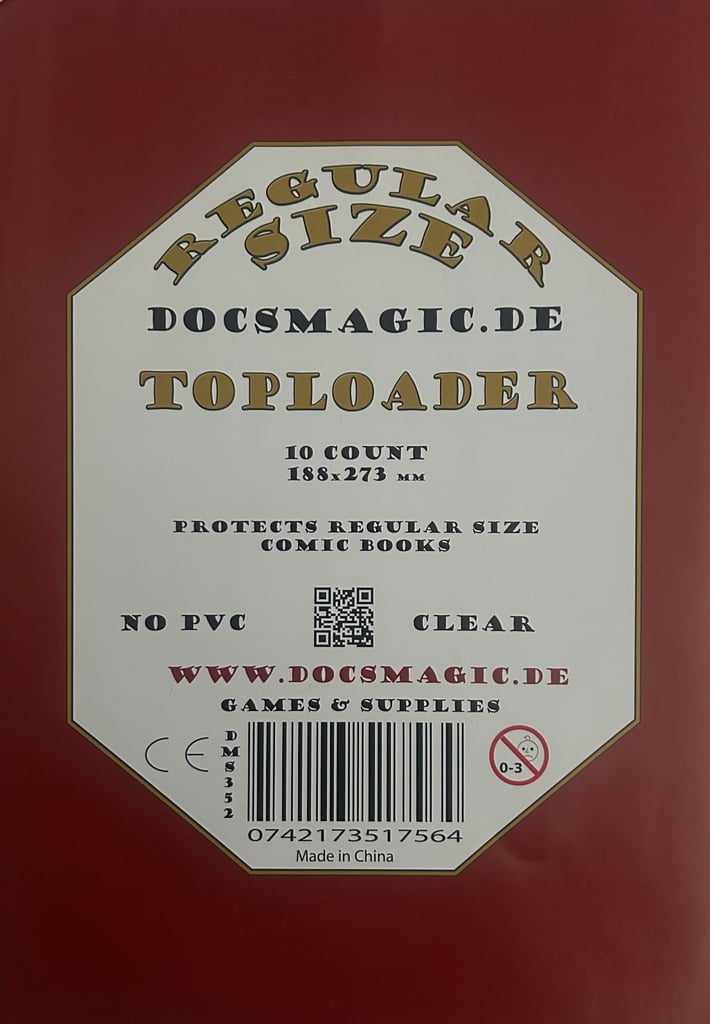 REGULAR
SIZE
DOCSMAGIC.DE
TOPLOADER
10 COUNT
188x273 MM
PROTECTS REGULAR SIZE
COMIC BOOKS
NO PVC CLEAR
WWW.DOCSMAGIC.DE
GAMES & SUPPLIES
CE
DMS352
0-3
0742173517564
Made in China